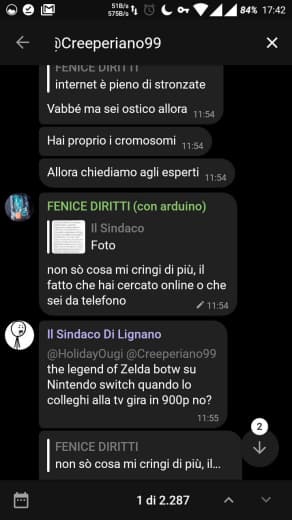 51B/s
575B/s
84% 17:42
@Creeperiano99
FENICE DIRITTI
internet è pieno di stronzate
Vabbé ma sei ostico allora 11:54
Hai proprio i cromosomi 11:54
Allora chiediamo agli esperti 11:54
FENICE DIRITTI (con arduino)
Il Sindaco
Foto
non sò cosa mi cringi di più, il
fatto che hai cercato online o che
sei da telefono
11:54
Il Sindaco Di Lignano
@HolidayOugi @Creeperiano99
the legend of Zelda botw su
Nintendo switch quando lo
colleghi alla tv gira in 900p no?
11:55
2
FENICE DIRITTI
non sò cosa mi cringi di più, il...
1 di 2.287